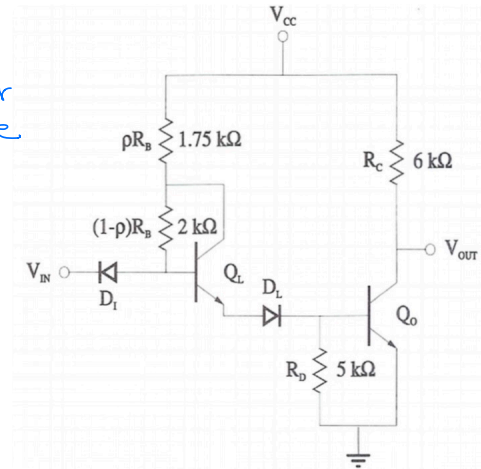 V_CC
ρR_B 1.75 kΩ
R_C 6 kΩ
(1-ρ)R_B 2 kΩ
V_IN
D_I
Q_L
D_L
V_OUT
Q_O
R_D 5 kΩ